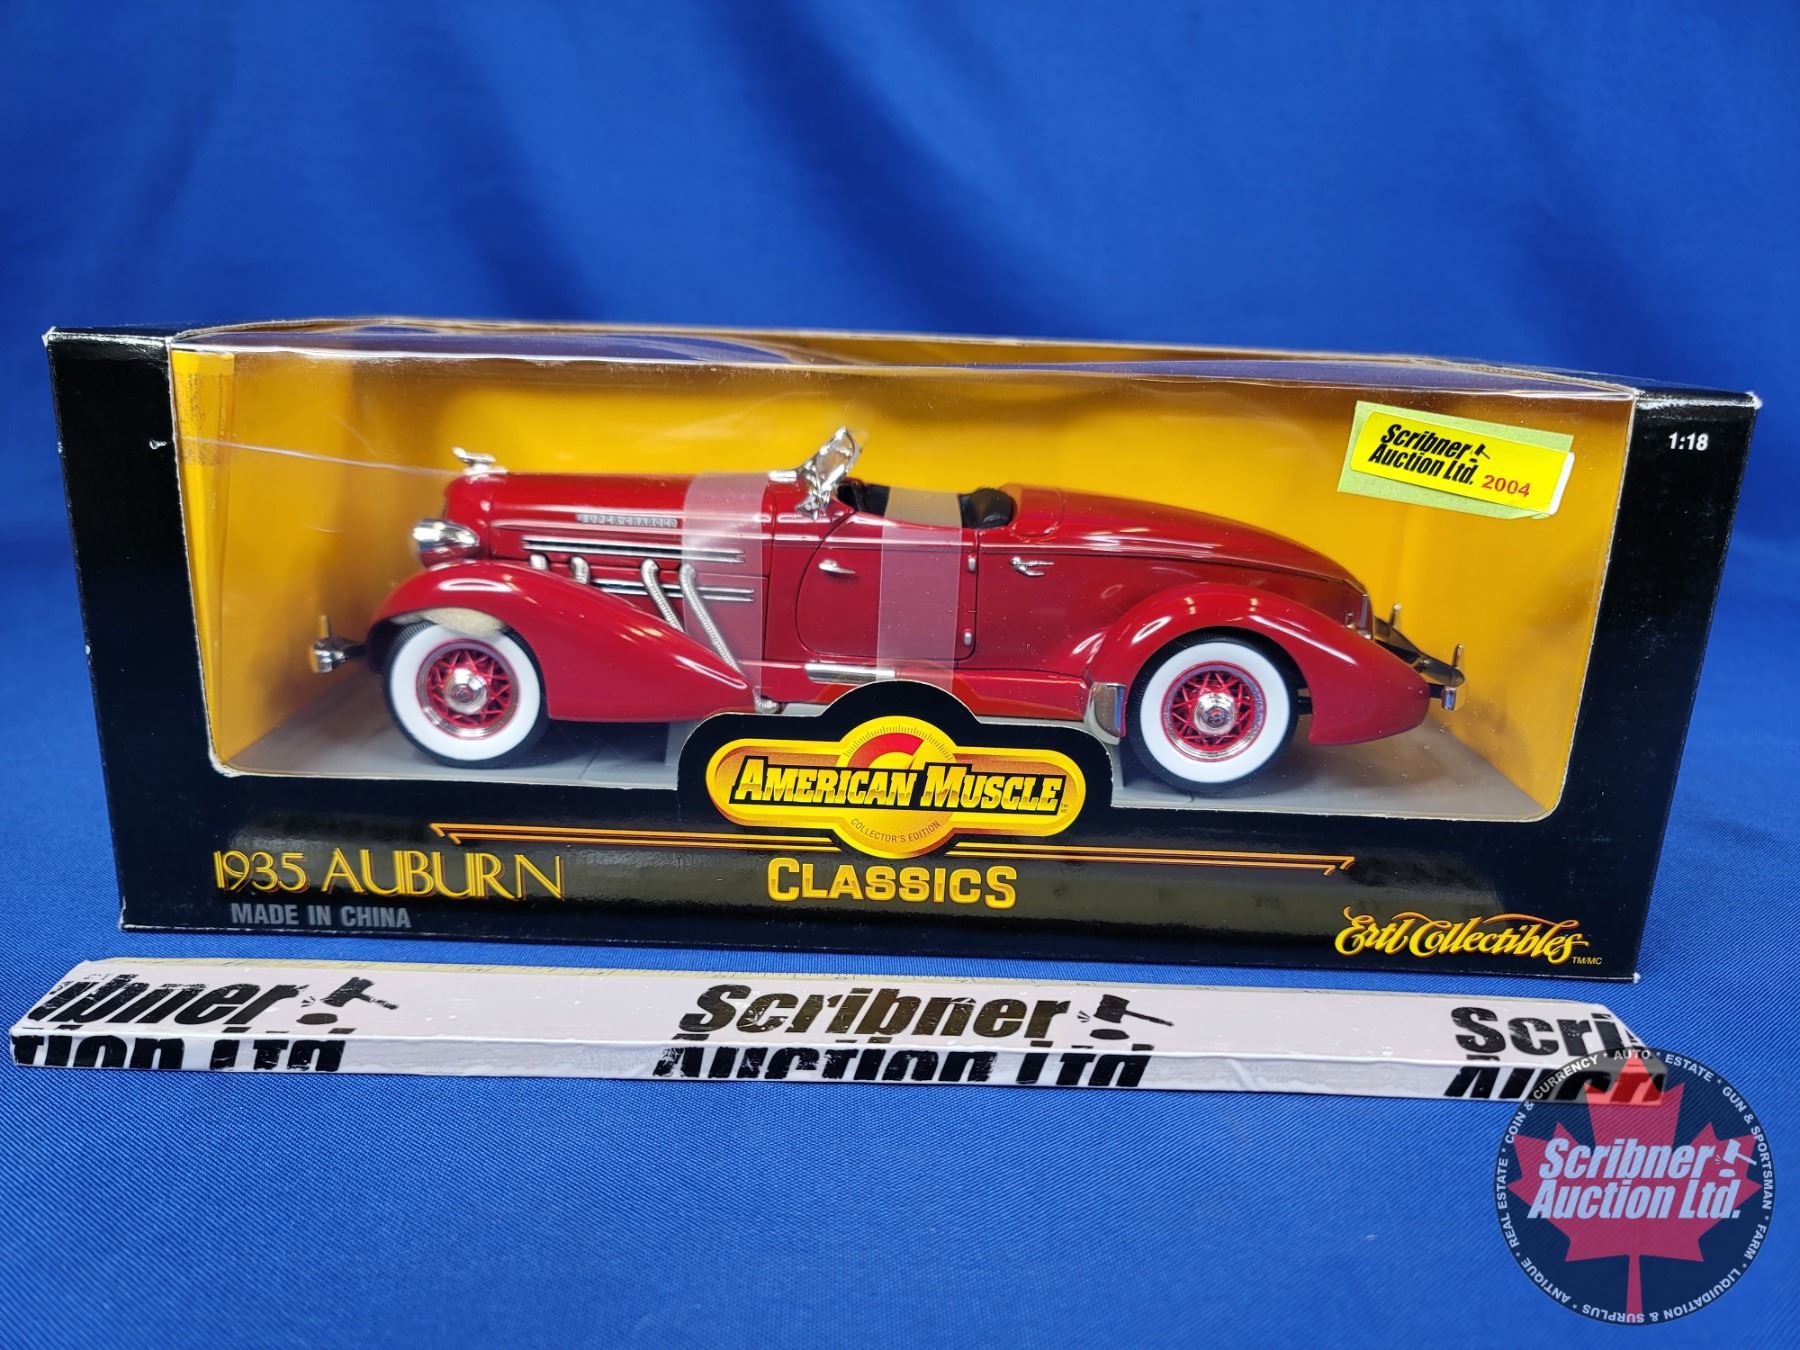 1:18
Scribner
Auction Ltd. 2004
SUPER-CHARGED
AMERICAN MUSCLE
COLLECTOR'S EDITION
CLASSICS
1935 AUBURN
MADE IN CHINA
Ertl Collectibles
TM/MC
Scribner
Auction Ltd
Scribner
Auction Ltd.
ANTIQUE * REAL ESTATE * COIN & CURRENCY * AUTO * ESTATE * GUN & SPORTSMAN * FARM * LIQUIDATION & SURPLUS *